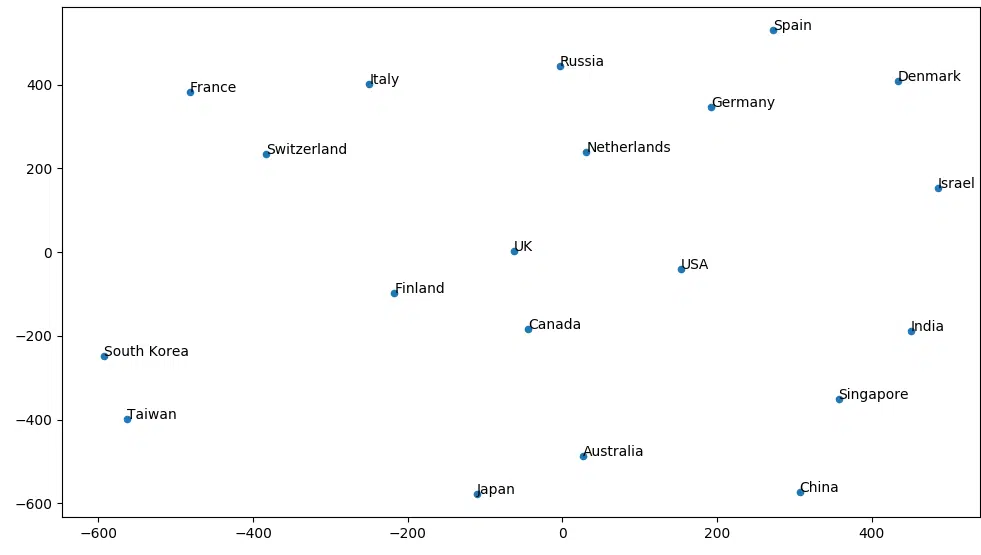 Spain
Russia
Italy
Denmark
France
Germany
400
Switzerland
Netherlands
200
Israel
0
UK
USA
Finland
Canada
India
−200
South Korea
Singapore
Taiwan
−400
Australia
Japan
China
−600
−600
−400
−200
0
200
400